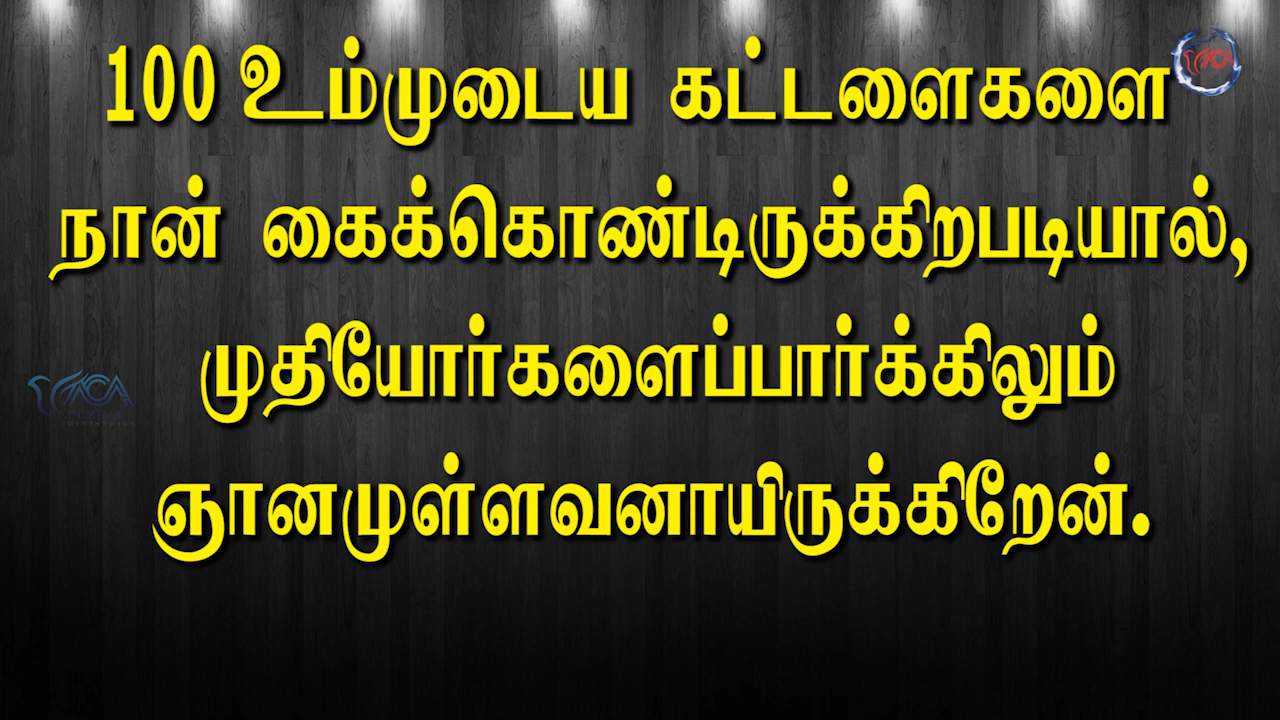 100 உம்முடைய கட்டளைகளை
நான் கைக்கொண்டிருக்கிறபடியால்,
முதியோர்களைப்பார்க்கிலும்
ஞானமுள்ளவனாயிருக்கிறேன்.